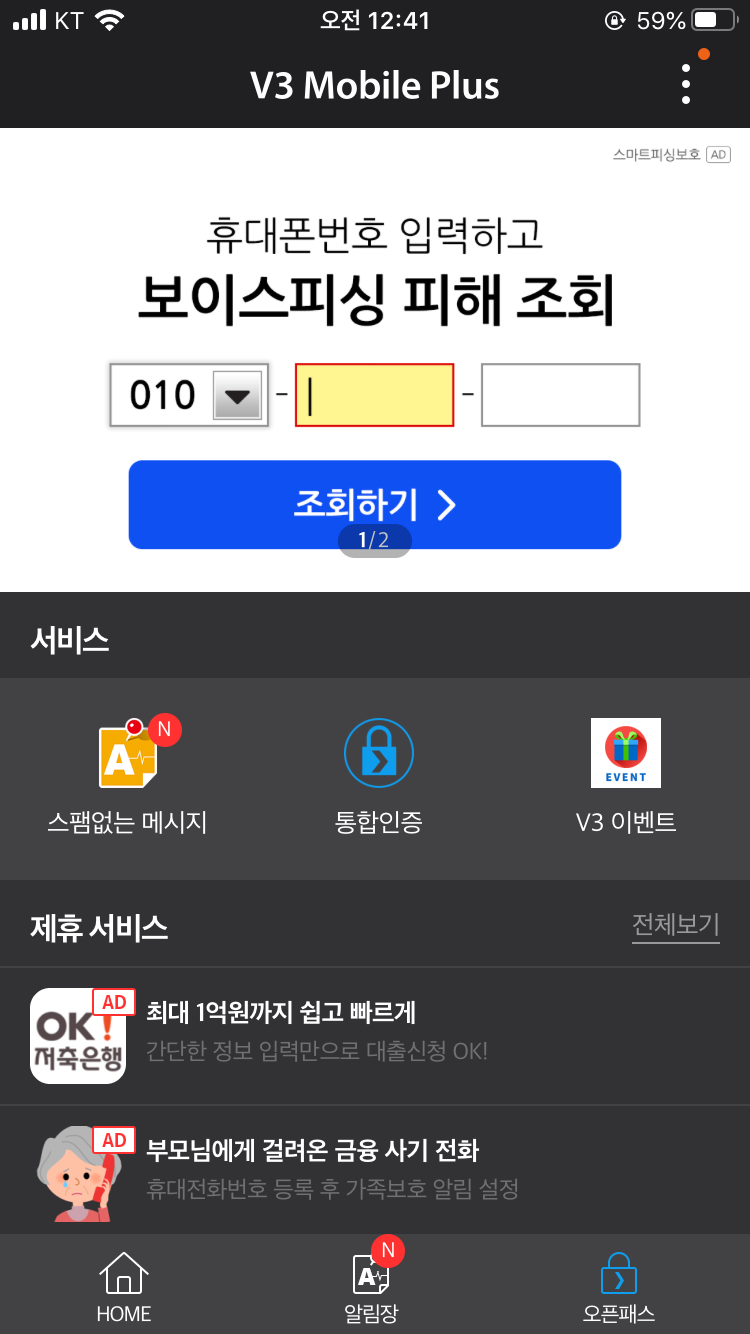 KT 오전 12:41 59%
V3 Mobile Plus
스마트피싱보호 AD
휴대폰번호 입력하고
보이스피싱 피해 조회
010 - -
조회하기
1/2
서비스
A N
EVENT
스팸없는 메시지 통합인증 V3 이벤트
제휴 서비스 전체보기
AD
OK!
저축은행
최대 1억원까지 쉽고 빠르게
간단한 정보 입력만으로 대출신청 OK!
AD
부모님에게 걸려온 금융 사기 전화
휴대전화번호 등록 후 가족보호 알림 설정
A N
HOME 알림장 오픈패스